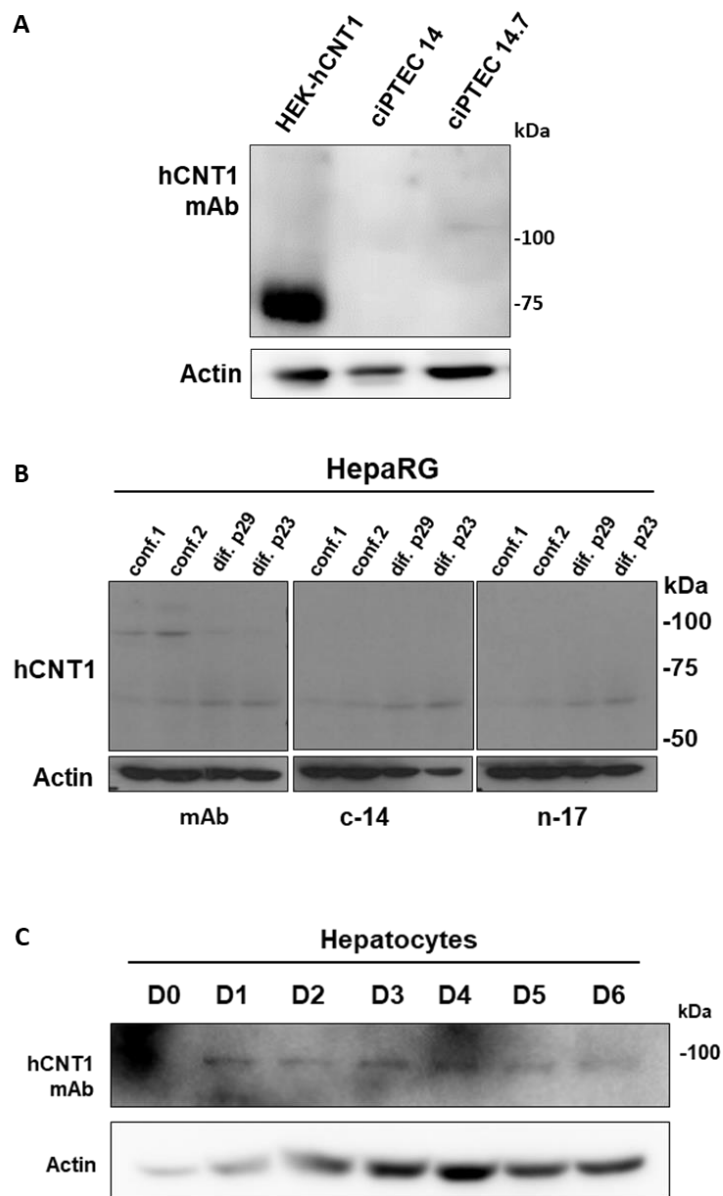 A
HEK-hCNT1 ciPTEC 14 ciPTEC 14.7
kDa
hCNT1
mAb
-100
-75
Actin
B
HepaRG
conf.1 conf.2 dif. p29 dif. p23 conf.1 conf.2 dif. p29 dif. p23 conf.1 conf.2 dif. p29 dif. p23
kDa
-100
hCNT1
-75
-50
Actin
mAb c-14 n-17
C
Hepatocytes
D0 D1 D2 D3 D4 D5 D6
kDa
hCNT1
mAb
-100
Actin